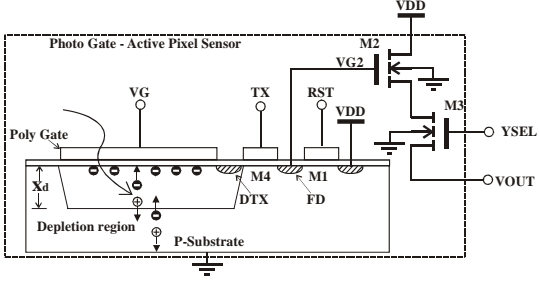 VDD
Photo Gate - Active Pixel Sensor
M2
VG2
VG
TX
RST
VDD
M3
YSEL
Poly Gate
Xd
M4
M1
DTX
FD
VOUT
Depletion region
P-Substrate